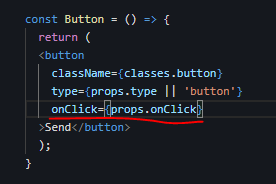 const Button = () => {
return (
<button
className={classes.button}
type={props.type || 'button'}
onClick={props.onClick}
>Send</button>
);
}